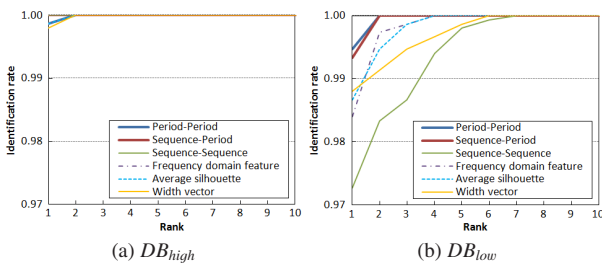 1.00
0.99
0.98
0.97
Identification rate
Period-Period
Sequence-Period
Sequence-Sequence
Frequency domain feature
Average silhouette
Width vector
1 2 3 4 5 6 7 8 9 10
Rank
(a) DBhigh
1.00
0.99
0.98
0.97
Identification rate
Period-Period
Sequence-Period
Sequence-Sequence
Frequency domain feature
Average silhouette
Width vector
1 2 3 4 5 6 7 8 9 10
Rank
(b) DBlow